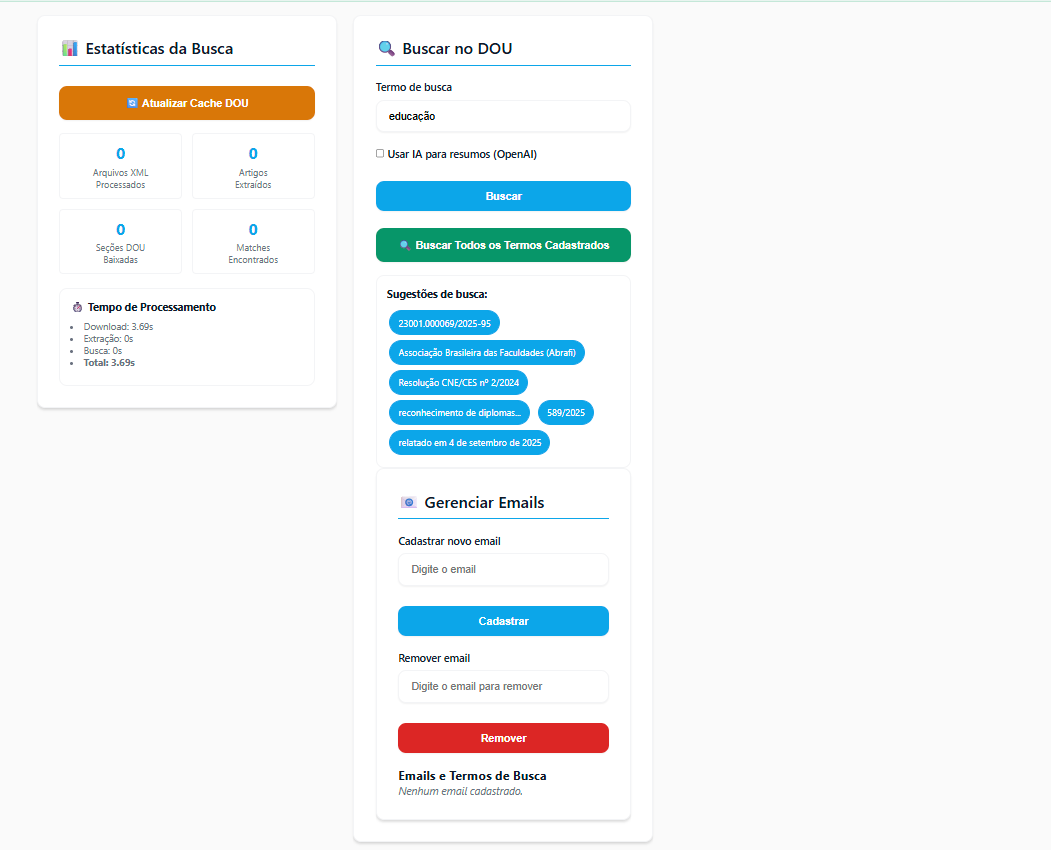 Estatísticas da Busca
Atualizar Cache DOU
0
Arquivos XML
Processados
0
Artigos
Extraídos
0
Seções DOU
Baixadas
0
Matches
Encontrados
Tempo de Processamento
Download: 3.69s
Extração: 0s
Busca: 0s
Total: 3.69s
Buscar no DOU
Termo de busca
educação
Usar IA para resumos (OpenAI)
Buscar
Buscar Todos os Termos Cadastrados
Sugestões de busca:
23001.000069/2025-95
Associação Brasileira das Faculdades (Abrafi)
Resolução CNE/CES nº 2/2024
reconhecimento de diplomas... 589/2025
relatado em 4 de setembro de 2025
Gerenciar Emails
Cadastrar novo email
Digite o email
Cadastrar
Remover email
Digite o email para remover
Remover
Emails e Termos de Busca
Nenhum email cadastrado.